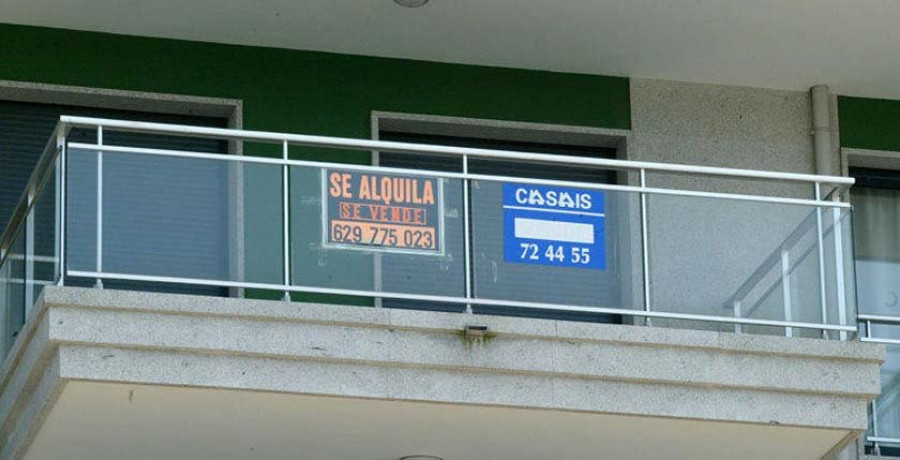 SE ALQUILA
SE VENDE
629 775 023
CASAIS
72 44 55